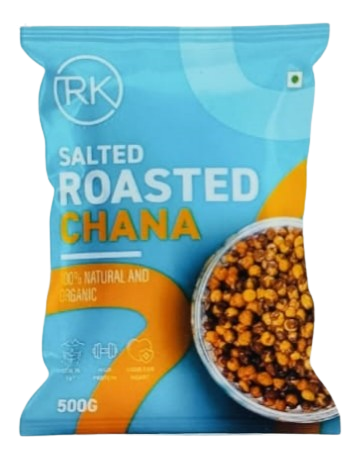 RK
SALTED
ROASTED
CHANA
100% NATURAL AND
ORGANIC
500G